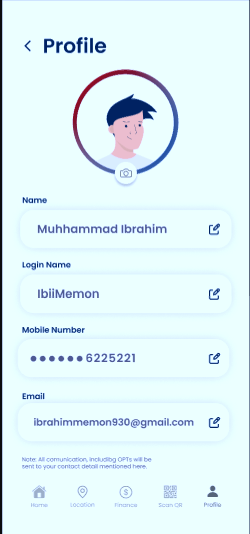 Profile
Name
Muhhammad Ibrahim
Login Name
IbiiMemon
Mobile Number
●●●●●●6225221
Email
ibrahimmemon930@gmail.com
Note: All comunication, including OPTs will be
sent to your contact detail mentioned here.
Home
Location
Finance
Scan QR
Profile